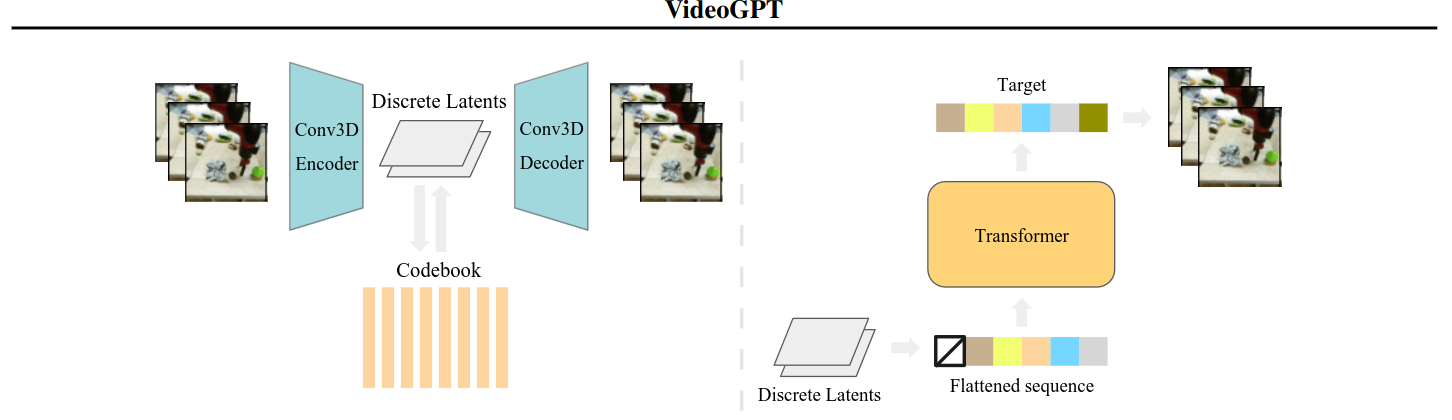 VideoGPT
Conv3D
Encoder
Discrete Latents
Conv3D
Decoder
Codebook
Target
Transformer
Discrete Latents
Flattened sequence